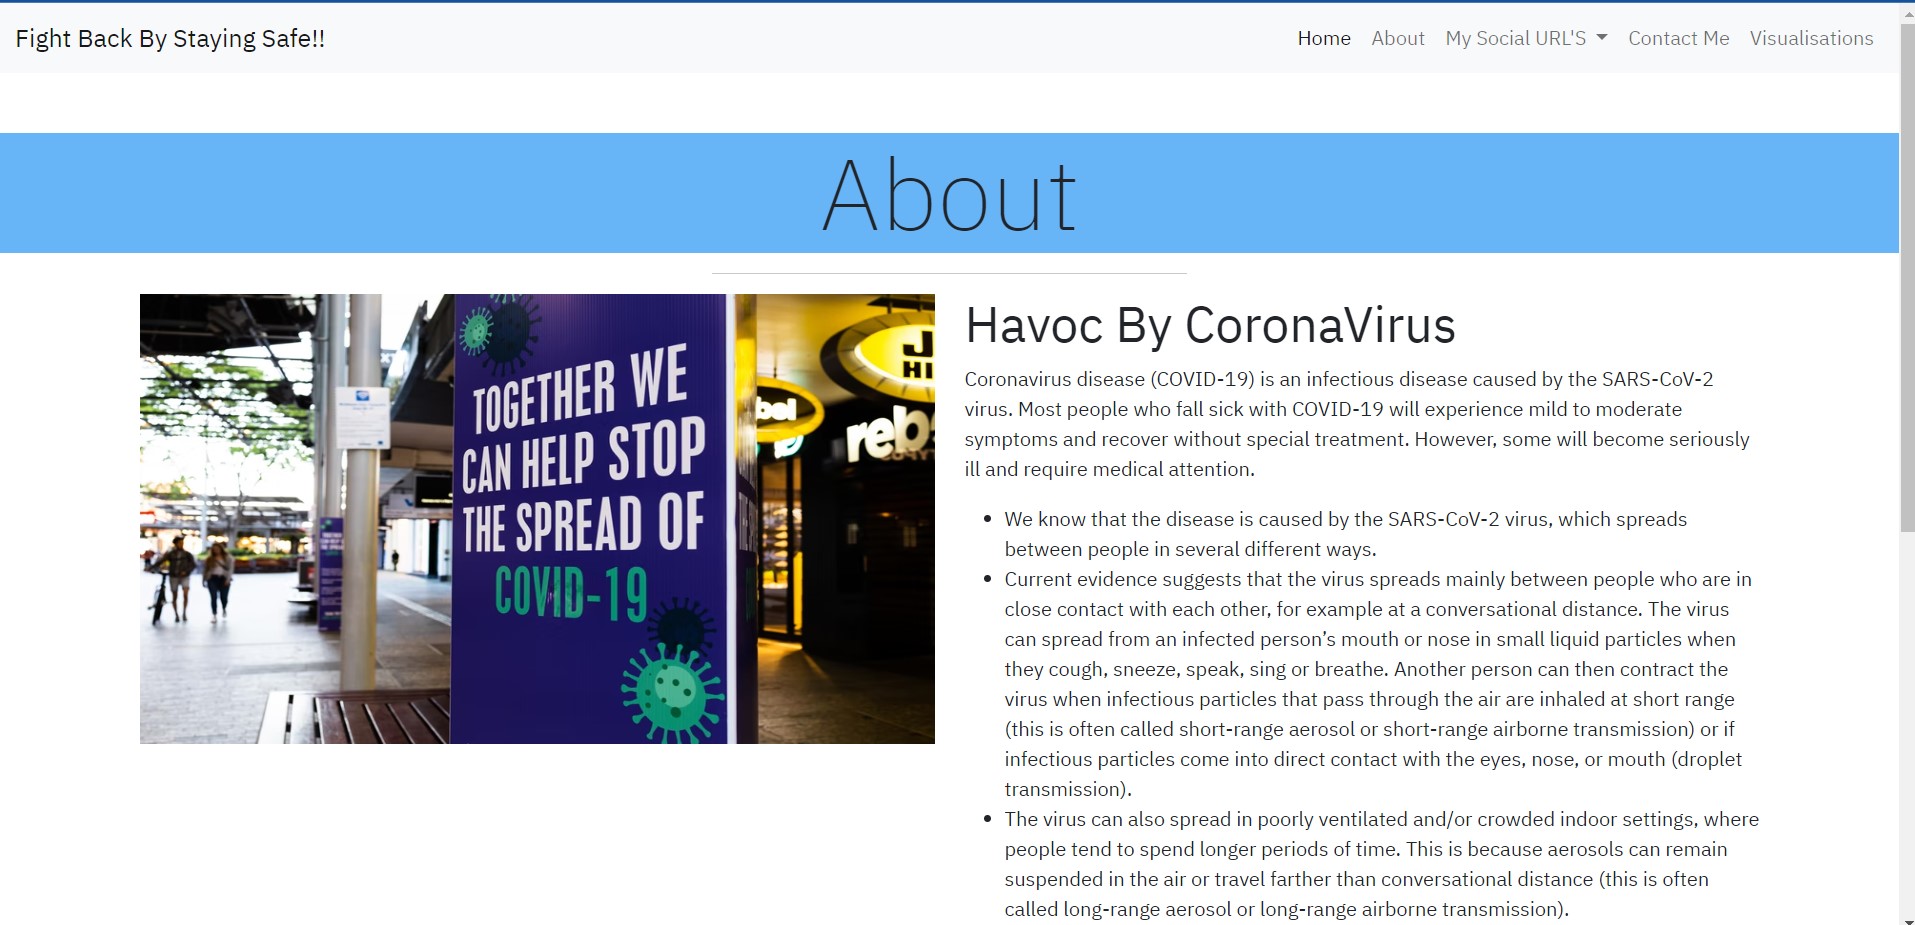 Fight Back By Staying Safe!!
Home About My Social URL'S Contact Me Visualisations
About
TOGETHER WE
CAN HELP STOP
THE SPREAD OF
COVID-19
Havoc By CoronaVirus
Coronavirus disease (COVID-19) is an infectious disease caused by the SARS-CoV-2
virus. Most people who fall sick with COVID-19 will experience mild to moderate
symptoms and recover without special treatment. However, some will become seriously
ill and require medical attention.
We know that the disease is caused by the SARS-CoV-2 virus, which spreads
between people in several different ways.
Current evidence suggests that the virus spreads mainly between people who are in
close contact with each other, for example at a conversational distance. The virus
can spread from an infected person’s mouth or nose in small liquid particles when
they cough, sneeze, speak, sing or breathe. Another person can then contract the
virus when infectious particles that pass through the air are inhaled at short range
(this is often called short-range aerosol or short-range airborne transmission) or if
infectious particles come into direct contact with the eyes, nose, or mouth (droplet
transmission).
The virus can also spread in poorly ventilated and/or crowded indoor settings, where
people tend to spend longer periods of time. This is because aerosols can remain
suspended in the air or travel farther than conversational distance (this is often
called long-range aerosol or long-range airborne transmission).